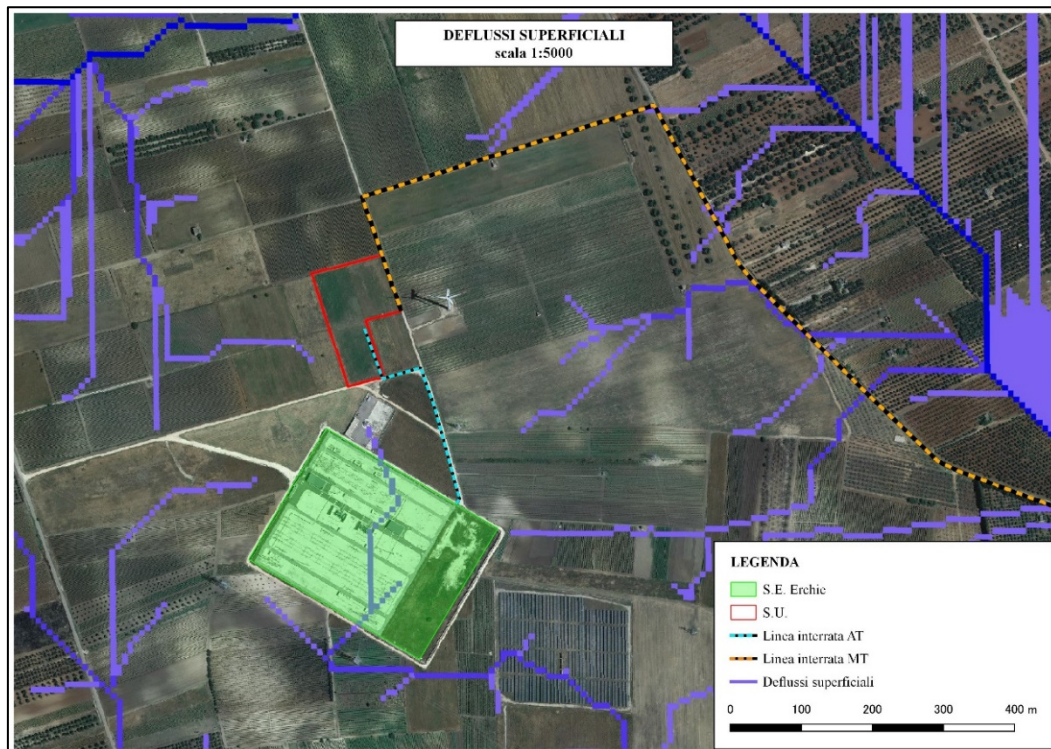 DEFLUSSI SUPERFICIALI
scala 1:5000
LEGENDA
S.E. Erchie
S.U.
Linea interrata AT
Linea interrata MT
Deflussi superficiali
0 100 200 300 400 m